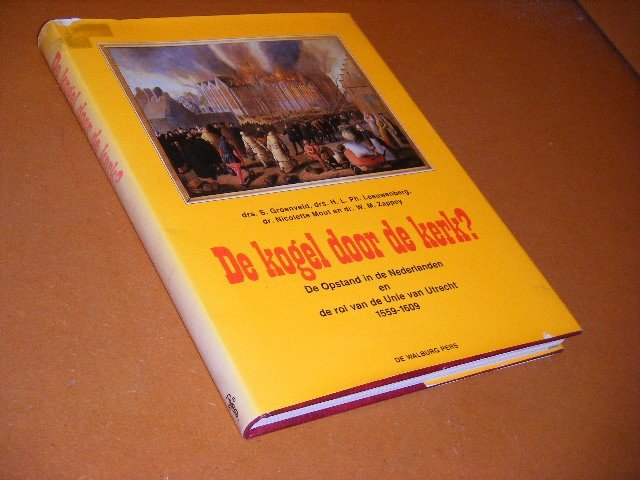 De kogel door de kerk?
drs. S. Groenveld, drs. H. L. Ph. Leeuwenberg,
dr. Nicolette Mout en dr. W. M. Zappey
De kogel door de kerk?
De Opstand in de Nederlanden
en
de rol van de Unie van Utrecht
1559-1609
DE WALBURG PERS